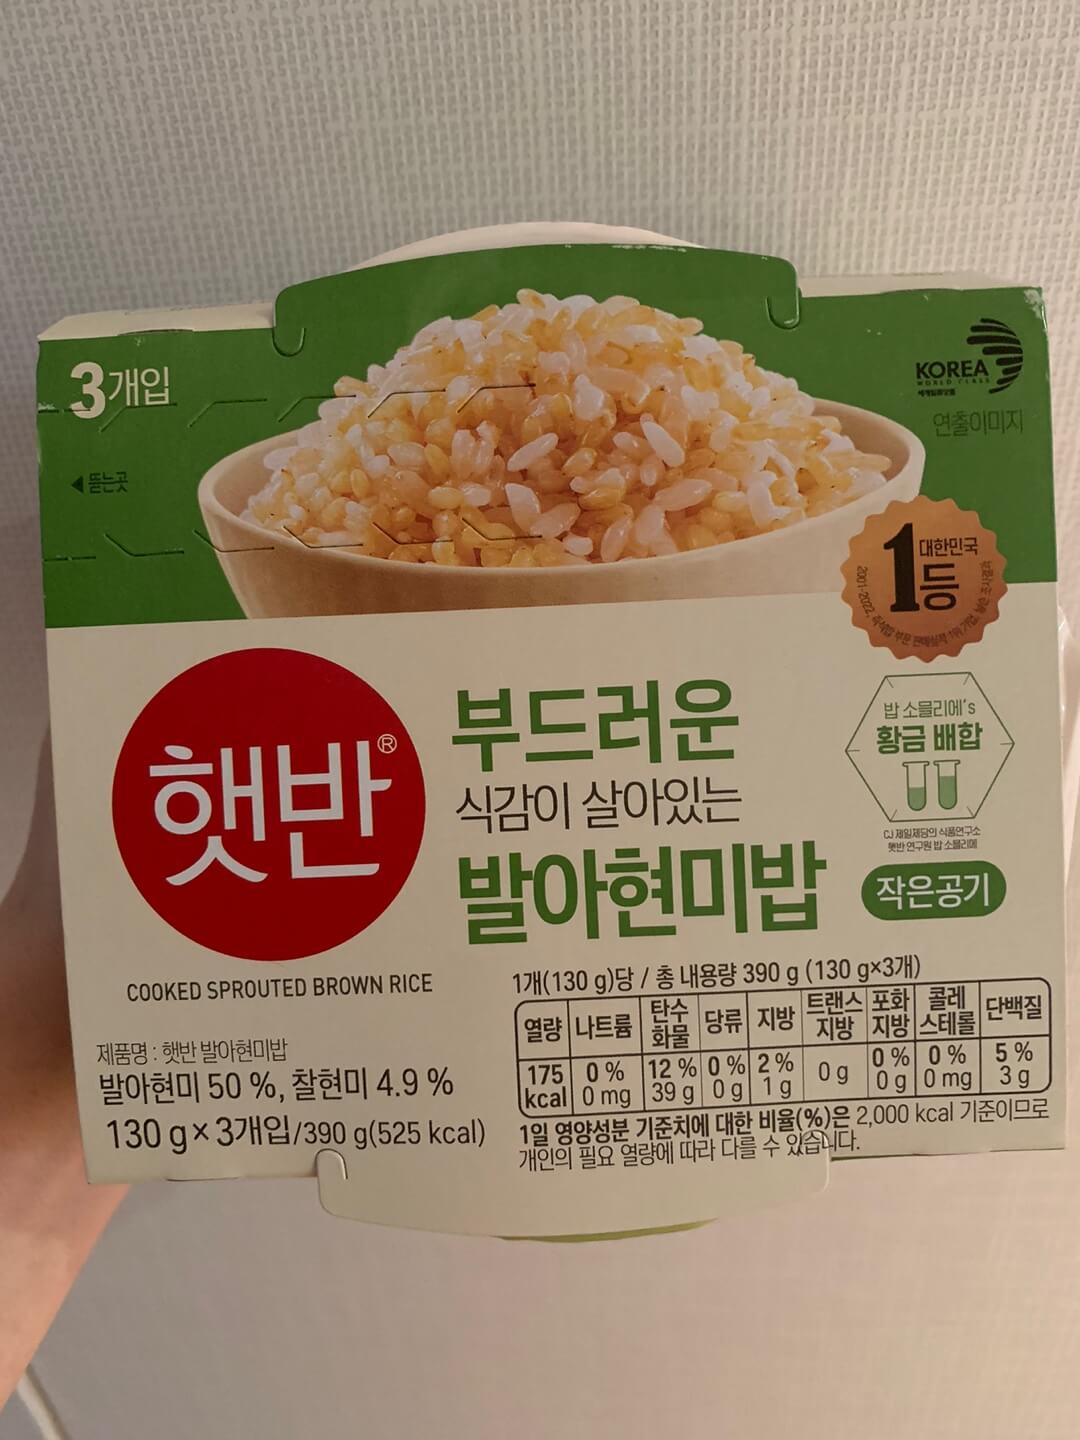 3개입
◀뜯는곳
KOREA
WORLD CLASS
세계일류상품
연출이미지
1 대한민국
등
햇반®
COOKED SPROUTED BROWN RICE
부드러운
식감이 살아있는
발아현미밥
밥 소믈리에's
황금 배합
CJ 제일제당의 식품연구소
햇반 연구원 밥 소믈리에
작은공기
제품명 : 햇반 발아현미밥
발아현미 50 %, 찰현미 4.9 %
130 g × 3개입/390 g(525 kcal)
1개(130 g)당 / 총 내용량 390 g (130 g×3개)
열량 나트륨 탄수화물 당류 지방 트랜스지방 포화지방 콜레스테롤 단백질
175 kcal 0 % 0 mg 12 % 39 g 0 % 0 g 2 % 1 g 0 g 0 % 0 g 0 % 0 mg 5 % 3 g
1일 영양성분 기준치에 대한 비율(%)은 2,000 kcal 기준이므로
개인의 필요 열량에 따라 다를 수 있습니다.